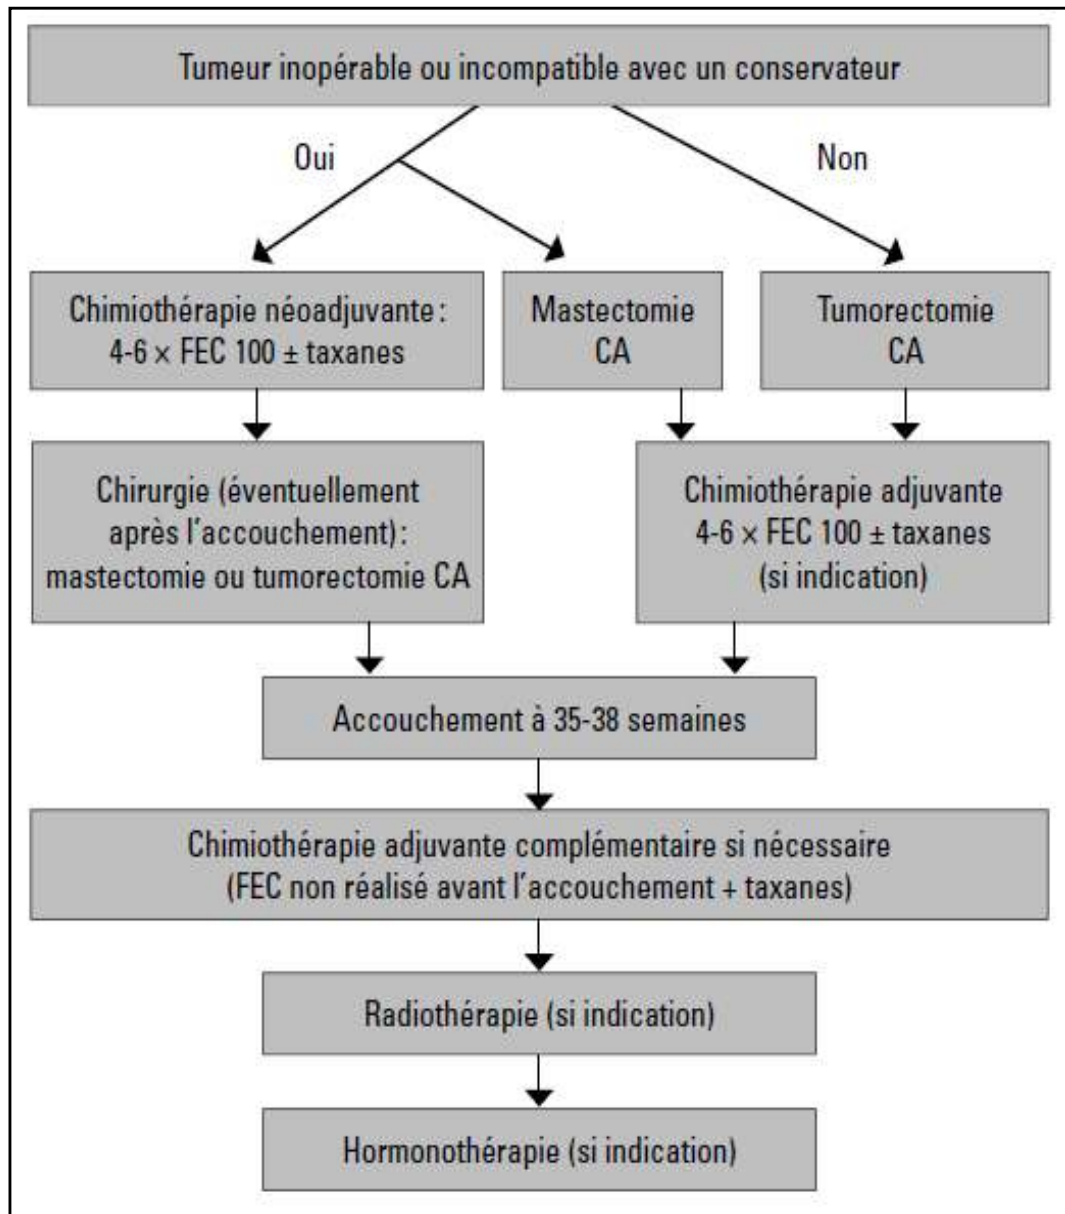 Tumeur inopérable ou incompatible avec un conservateur
Oui
Non
Chimiothérapie néoadjuvante :
4-6 × FEC 100 ± taxanes
Mastectomie
CA
Tumorectomie
CA
Chirurgie (éventuellement
après l'accouchement) :
mastectomie ou tumorectomie CA
Chimiothérapie adjuvante
4-6 × FEC 100 ± taxanes
(si indication)
Accouchement à 35-38 semaines
Chimiothérapie adjuvante complémentaire si nécessaire
(FEC non réalisé avant l'accouchement + taxanes)
Radiothérapie (si indication)
Hormonothérapie (si indication)